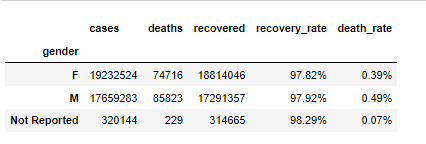 cases deaths recovered recovery_rate death_rate
gender
F 19232524 74716 18814046 97.82% 0.39%
M 17659283 85823 17291357 97.92% 0.49%
Not Reported 320144 229 314665 98.29% 0.07%